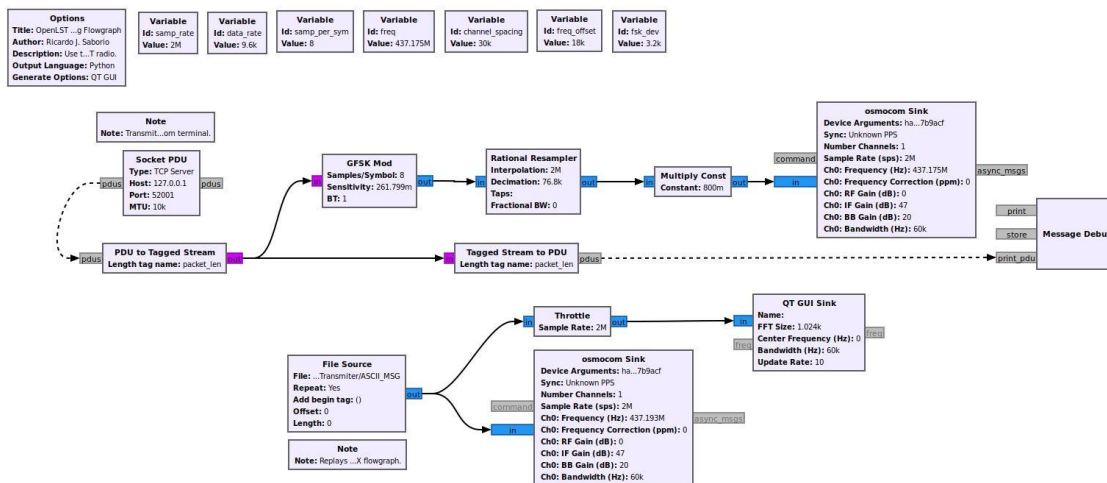 Options
Title: OpenLST ...g Flowgraph
Author: Ricardo J. Saborio
Description: Use t...T radio.
Output Language: Python
Generate Options: QT GUI
Variable
Id: samp_rate
Value: 2M
Variable
Id: data_rate
Value: 9.6k
Variable
Id: samp_per_sym
Value: 8
Variable
Id: freq
Value: 437.175M
Variable
Id: channel_spacing
Value: 30k
Variable
Id: freq_offset
Value: 18k
Variable
Id: fsk_dev
Value: 3.2k
Note
Note: Transmit...om terminal.
Socket PDU
Type: TCP Server
Host: 127.0.0.1
Port: 52001
MTU: 10k
pdus
pdus
GFSK Mod
Samples/Symbol: 8
Sensitivity: 261.799m
BT: 1
in
out
Rational Resampler
Interpolation: 2M
Decimation: 76.8k
Taps:
Fractional BW: 0
in
out
Multiply Const
Constant: 800m
in
out
osmocom Sink
Device Arguments: ha...7b9acf
Sync: Unknown PPS
Number Channels: 1
Sample Rate (sps): 2M
Ch0: Frequency (Hz): 437.175M
Ch0: Frequency Correction (ppm): 0
Ch0: RF Gain (dB): 0
Ch0: IF Gain (dB): 47
Ch0: BB Gain (dB): 20
Ch0: Bandwidth (Hz): 60k
command
in
async_msgs
print
store
print_pdu
Message Debu
PDU to Tagged Stream
Length tag name: packet_len
pdus
out
Tagged Stream to PDU
Length tag name: packet_len
in
pdus
File Source
File: ...Transmiter/ASCII_MSG
Repeat: Yes
Add begin tag: ()
Offset: 0
Length: 0
out
Note
Note: Replays ...X flowgraph.
Throttle
Sample Rate: 2M
in
out
QT GUI Sink
Name:
FFT Size: 1.024k
Center Frequency (Hz): 0
Bandwidth (Hz): 60k
Update Rate: 10
in
freq
freq
osmocom Sink
Device Arguments: ha...7b9acf
Sync: Unknown PPS
Number Channels: 1
Sample Rate (sps): 2M
Ch0: Frequency (Hz): 437.193M
Ch0: Frequency Correction (ppm): 0
Ch0: RF Gain (dB): 0
Ch0: IF Gain (dB): 47
Ch0: BB Gain (dB): 20
Ch0: Bandwidth (Hz): 60k
command
in
async_msgs